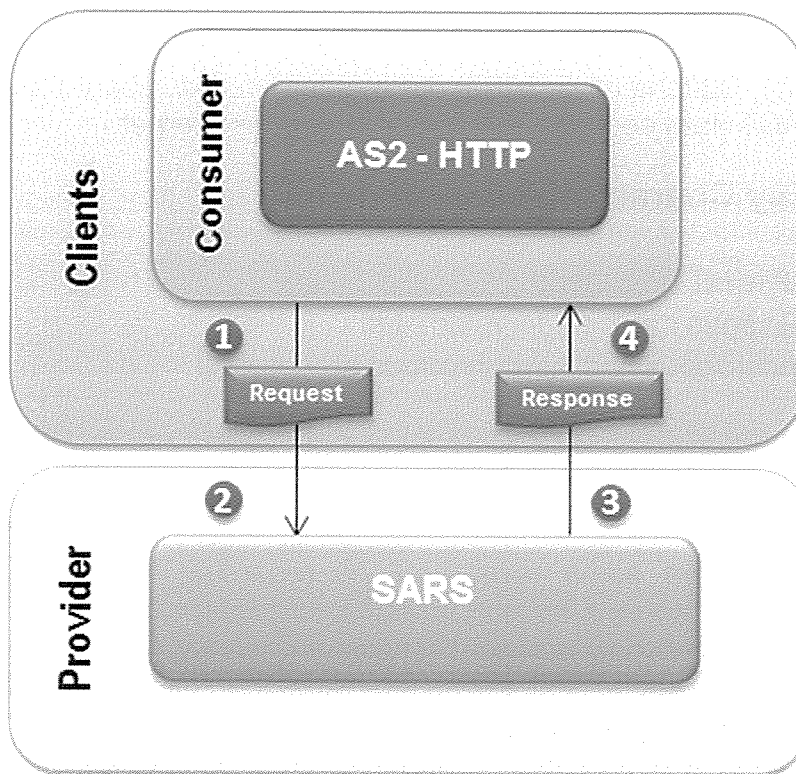 Clients
Consumer
AS2 - HTTP
1
4
Request
Response
2
3
Provider
SARS